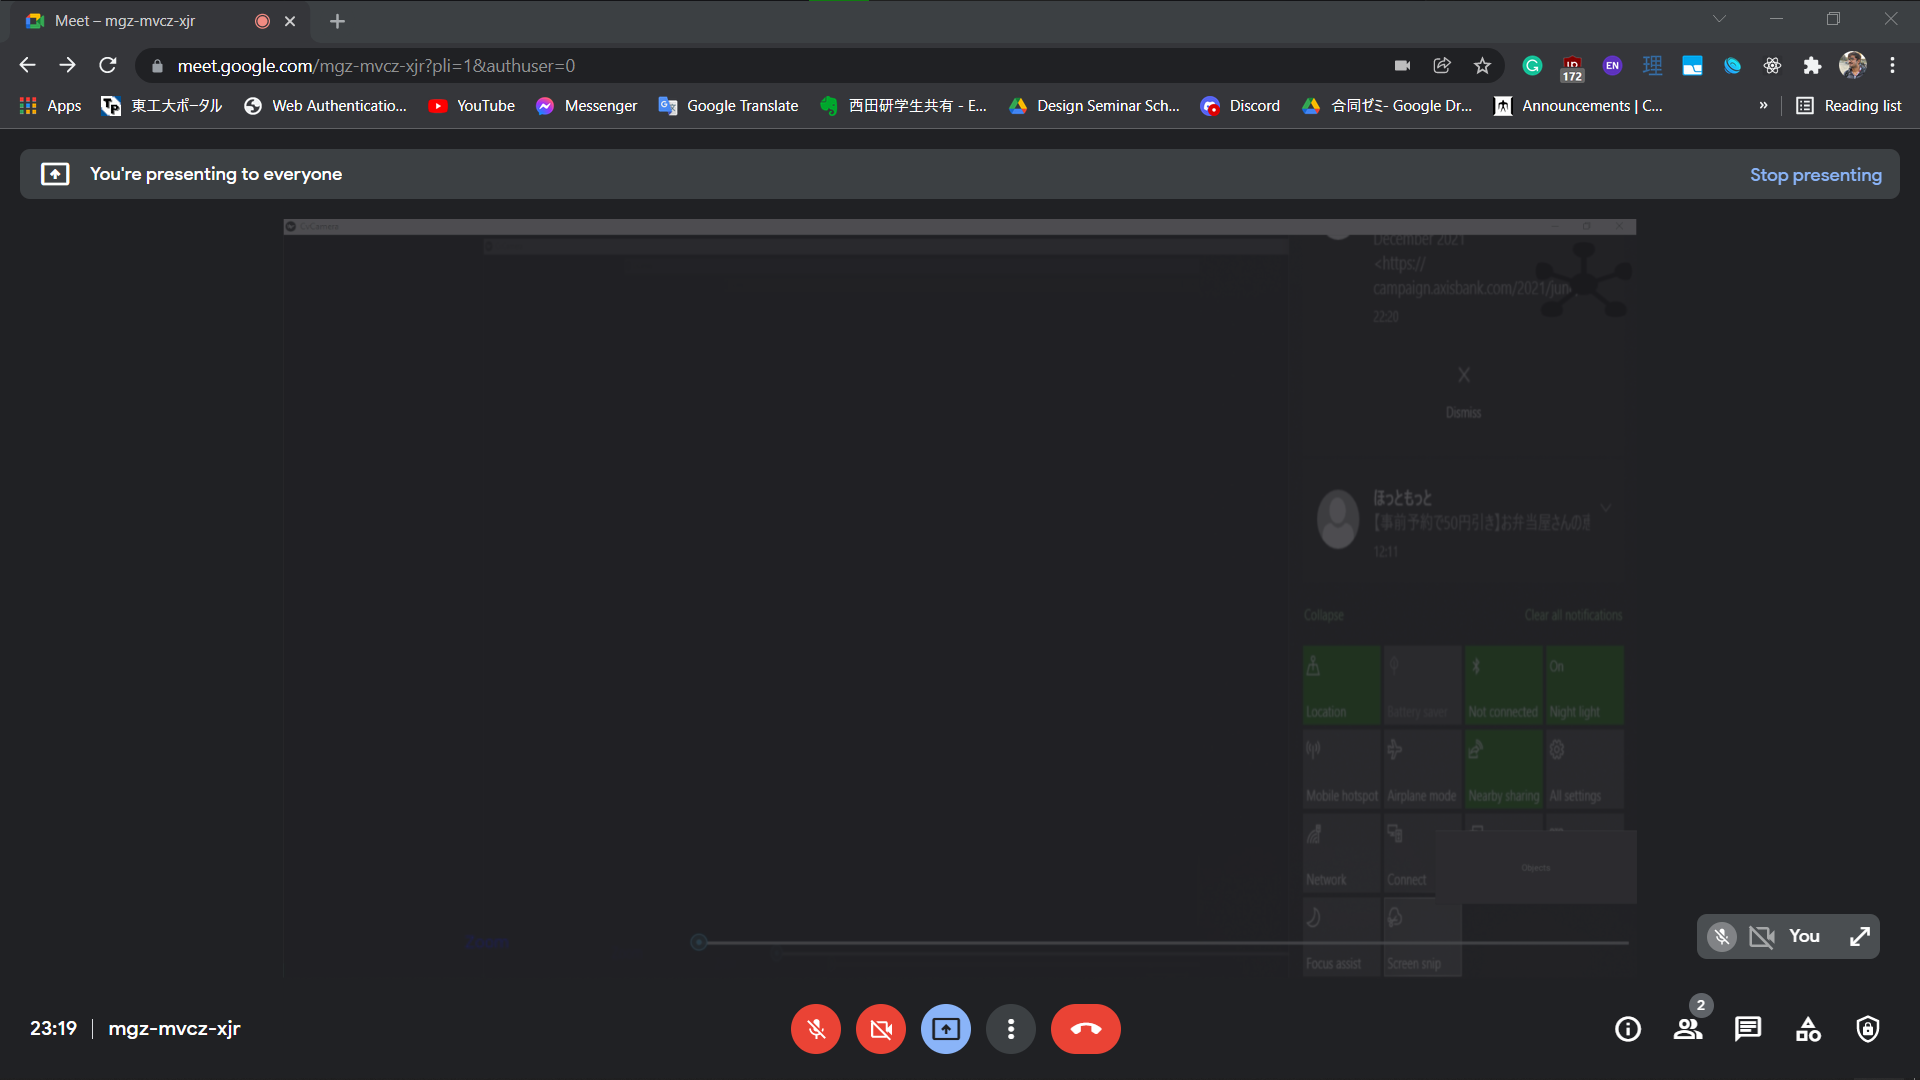 Meet – mgz-mvcz-xjr
meet.google.com/mgz-mvcz-xjr?pli=1&authuser=0
172
EN
理
Apps
東工大ポータル
Web Authenticatio...
YouTube
Messenger
Google Translate
西田研学生共有 - E...
Design Seminar Sch...
Discord
合同ゼミ- Google Dr...
Announcements | C...
»
Reading list
You're presenting to everyone
Stop presenting
CvCamera
December 2021
<https://
campaign.axisbank.com/2021/jun
22:20
X
Dismiss
ほっともっと
【事前予約で50円引き】お弁当屋さんの
12:11
Collapse
Clear all notifications
On
Location
Battery saver
Not connected
Night light
Mobile hotspot
Airplane mode
Nearby sharing
All settings
Network
Connect
Objects
Focus assist
Screen snip
You
23:19
mgz-mvcz-xjr
2